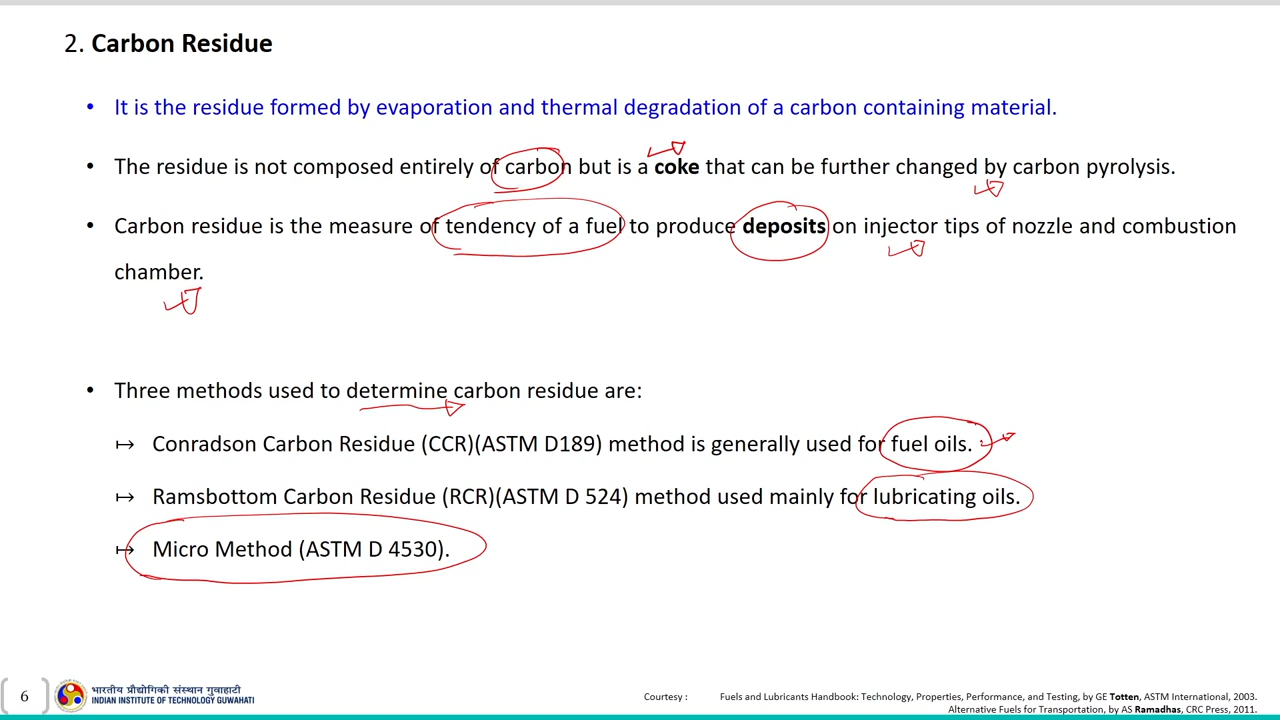 2. Carbon Residue
• It is the residue formed by evaporation and thermal degradation of a carbon containing material.
• The residue is not composed entirely of carbon but is a coke that can be further changed by carbon pyrolysis.
• Carbon residue is the measure of tendency of a fuel to produce deposits on injector tips of nozzle and combustion
chamber.
• Three methods used to determine carbon residue are:
↦ Conradson Carbon Residue (CCR)(ASTM D189) method is generally used for fuel oils.
↦ Ramsbottom Carbon Residue (RCR)(ASTM D 524) method used mainly for lubricating oils.
↦ Micro Method (ASTM D 4530).
6
भारतीय प्रौद्योगिकी संस्थान गुवाहाटी
INDIAN INSTITUTE OF TECHNOLOGY GUWAHATI
Courtesy : Fuels and Lubricants Handbook: Technology, Properties, Performance, and Testing, by GE Totten, ASTM International, 2003.
Alternative Fuels for Transportation, by AS Ramadhas, CRC Press, 2011.